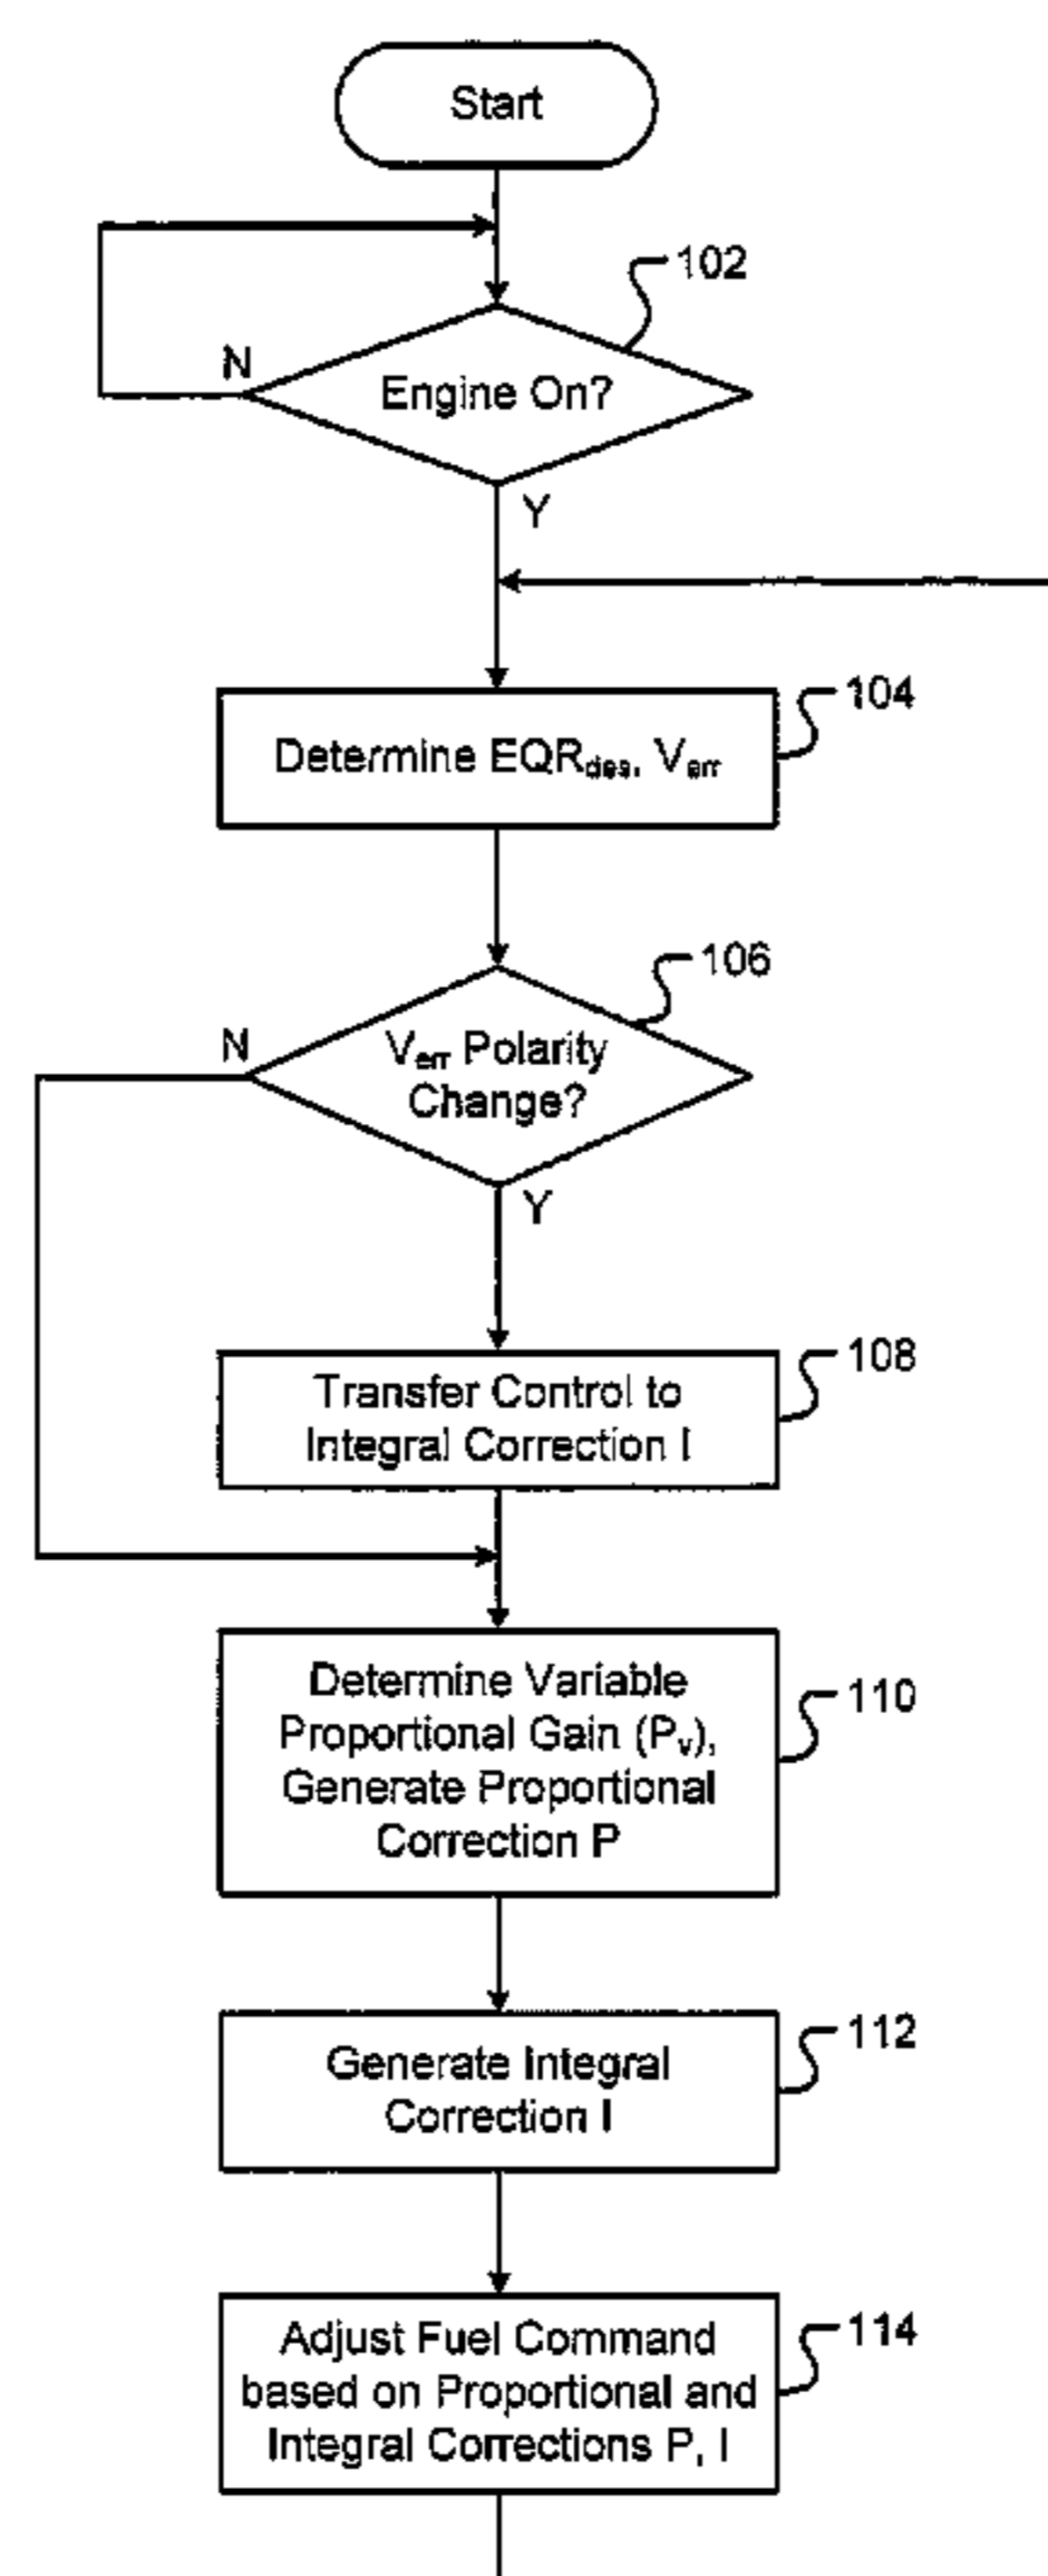 Start
102
N
Engine On?
Y
104
Determine EQRdes, Verr
106
N
Verr Polarity
Change?
Y
108
Transfer Control to
Integral Correction I
110
Determine Variable
Proportional Gain (Pv),
Generate Proportional
Correction P
112
Generate Integral
Correction I
114
Adjust Fuel Command
based on Proportional and
Integral Corrections P, I